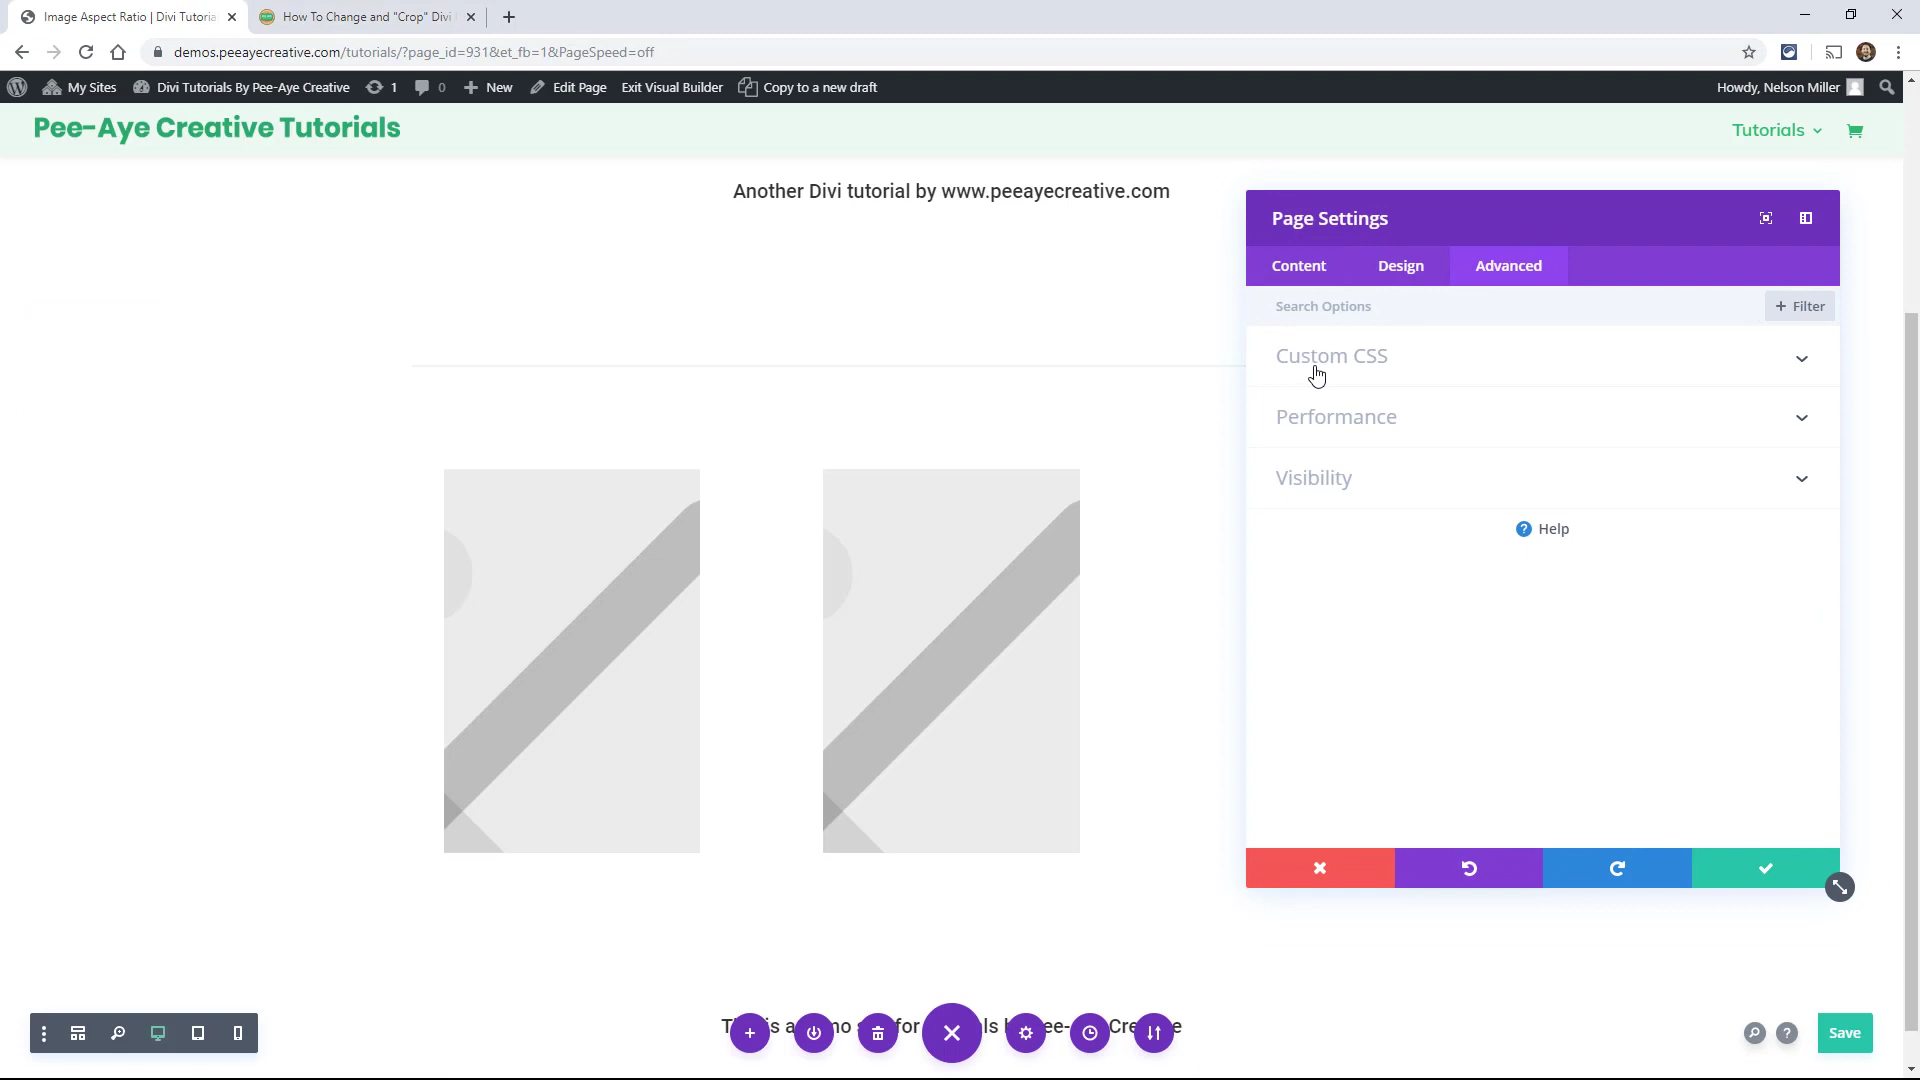 Image Aspect Ratio | Divi Tutoria
How To Change and "Crop" Divi
demos.peeayecreative.com/tutorials/?page_id=931&et_fb=1&PageSpeed=off
My Sites
Divi Tutorials By Pee-Aye Creative
1
0
New
Edit Page
Exit Visual Builder
Copy to a new draft
Howdy, Nelson Miller
Pee-Aye Creative Tutorials
Tutorials
Another Divi tutorial by www.peeayecreative.com
Page Settings
Content
Design
Advanced
Search Options
+ Filter
Custom CSS
Performance
Visibility
? Help
Save